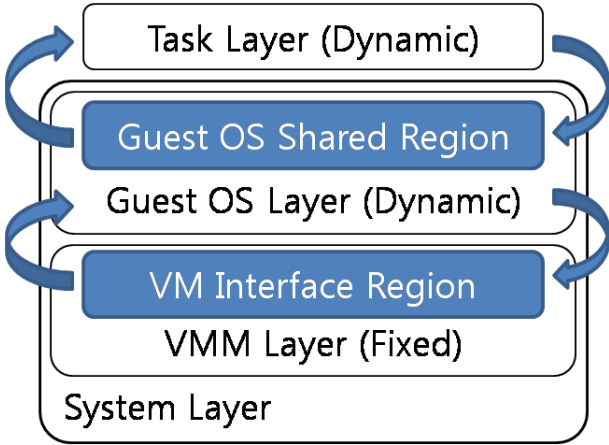 Task Layer (Dynamic)
Guest OS Shared Region
Guest OS Layer (Dynamic)
VM Interface Region
VMM Layer (Fixed)
System Layer